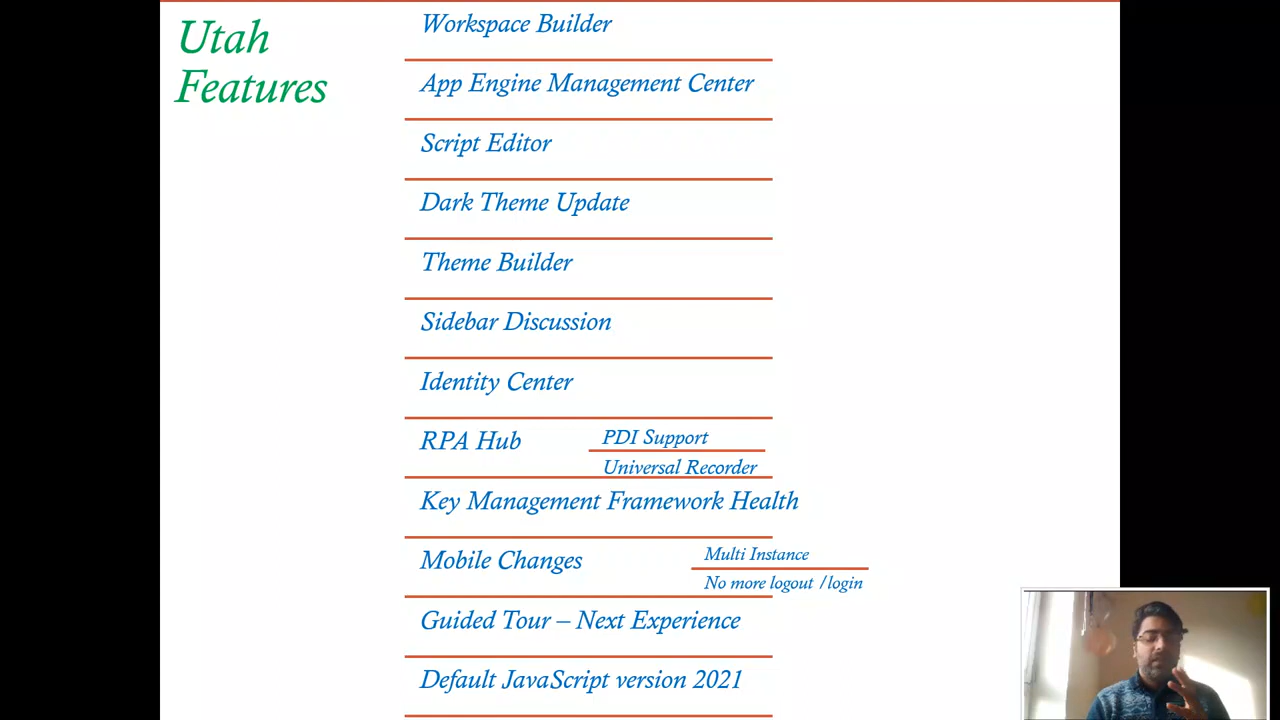 Utah
Features
Workspace Builder
App Engine Management Center
Script Editor
Dark Theme Update
Theme Builder
Sidebar Discussion
Identity Center
RPA Hub
PDI Support
Universal Recorder
Key Management Framework Health
Mobile Changes
Multi Instance
No more logout /login
Guided Tour – Next Experience
Default JavaScript version 2021